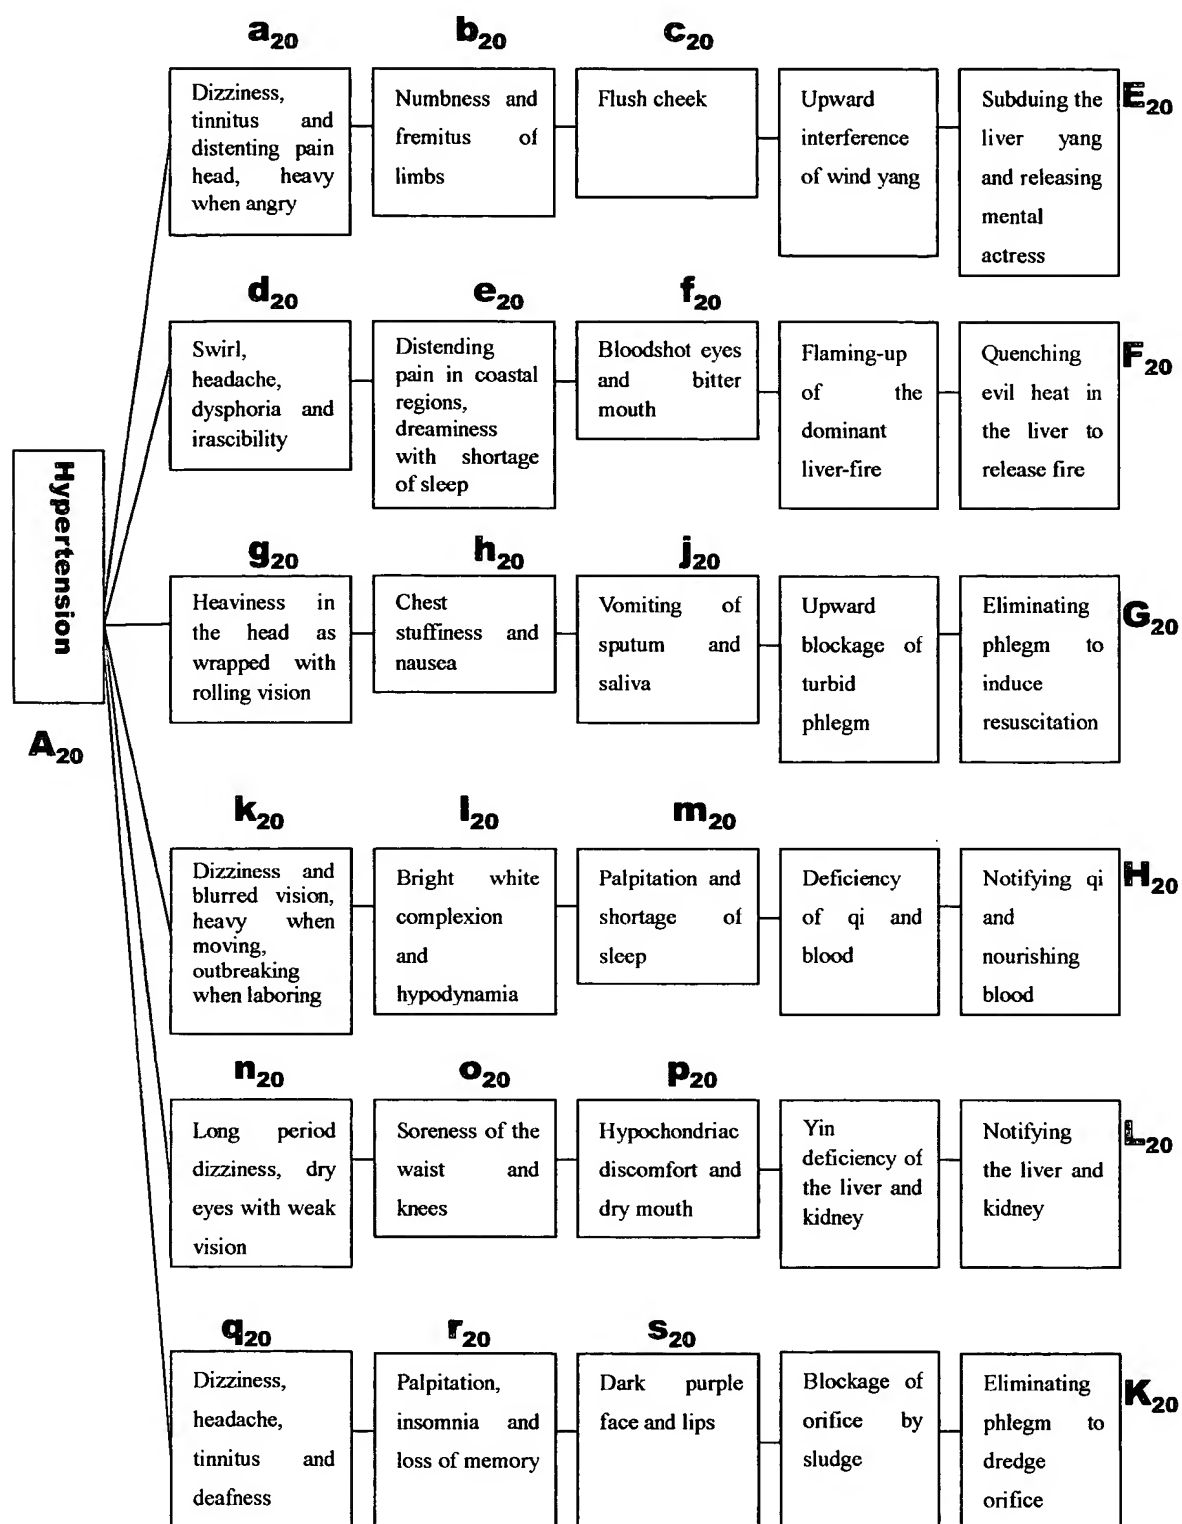 a20 b20 c20
Dizziness,
tinnitus and
distenting pain
head, heavy
when angry
Numbness and
fremitus of
limbs
Flush cheek
Upward
interference
of wind yang
Subduing the
liver yang
and releasing
mental
actress
E20
d20 e20 f20
Swirl,
headache,
dysphoria and
irascibility
Distending
pain in coastal
regions,
dreaminess
with shortage
of sleep
Bloodshot eyes
and bitter
mouth
Flaming-up
of the
dominant
liver-fire
Quenching
evil heat in
the liver to
release fire
F20
Hypertension
A20
g20 h20 j20
Heaviness in
the head as
wrapped with
rolling vision
Chest
stuffiness and
nausea
Vomiting of
sputum and
saliva
Upward
blockage of
turbid
phlegm
Eliminating
phlegm to
induce
resuscitation
G20
k20 l20 m20
Dizziness and
blurred vision,
heavy when
moving,
outbreaking
when laboring
Bright white
complexion
and
hypodynamia
Palpitation and
shortage of
sleep
Deficiency
of qi and
blood
Notifying qi
and
nourishing
blood
H20
n20 o20 p20
Long period
dizziness, dry
eyes with weak
vision
Soreness of the
waist and
knees
Hypochondriac
discomfort and
dry mouth
Yin
deficiency of
the liver and
kidney
Notifying
the liver and
kidney
L20
q20 r20 s20
Dizziness,
headache,
tinnitus and
deafness
Palpitation,
insomnia and
loss of memory
Dark purple
face and lips
Blockage of
orifice by
sludge
Eliminating
phlegm to
dredge
orifice
K20